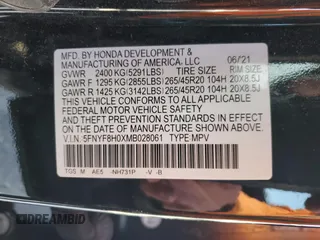 MFD. BY HONDA DEVELOPMENT &
MANUFACTURING OF AMERICA, LLC 06/21
GVWR 2400 KG(5291LBS) RIM SIZE
GAWR F 1295 KG(2855LBS) 265/45R20 104H 20X8.5J
GAWR R 1425 KG(3142LBS) 265/45R20 104H 20X8.5J
THIS VEHICLE CONFORMS TO ALL APPLICABLE
FEDERAL MOTOR VEHICLE SAFETY AND
THEFT PREVENTION STANDARDS IN EFFECT ON
THE DATE OF MANUFACTURE SHOWN ABOVE.
V.I.N: 5FNYF8H0XMB028061 TYPE MPV
TGS M AE5 -NH731P -V -B
DREAMBID